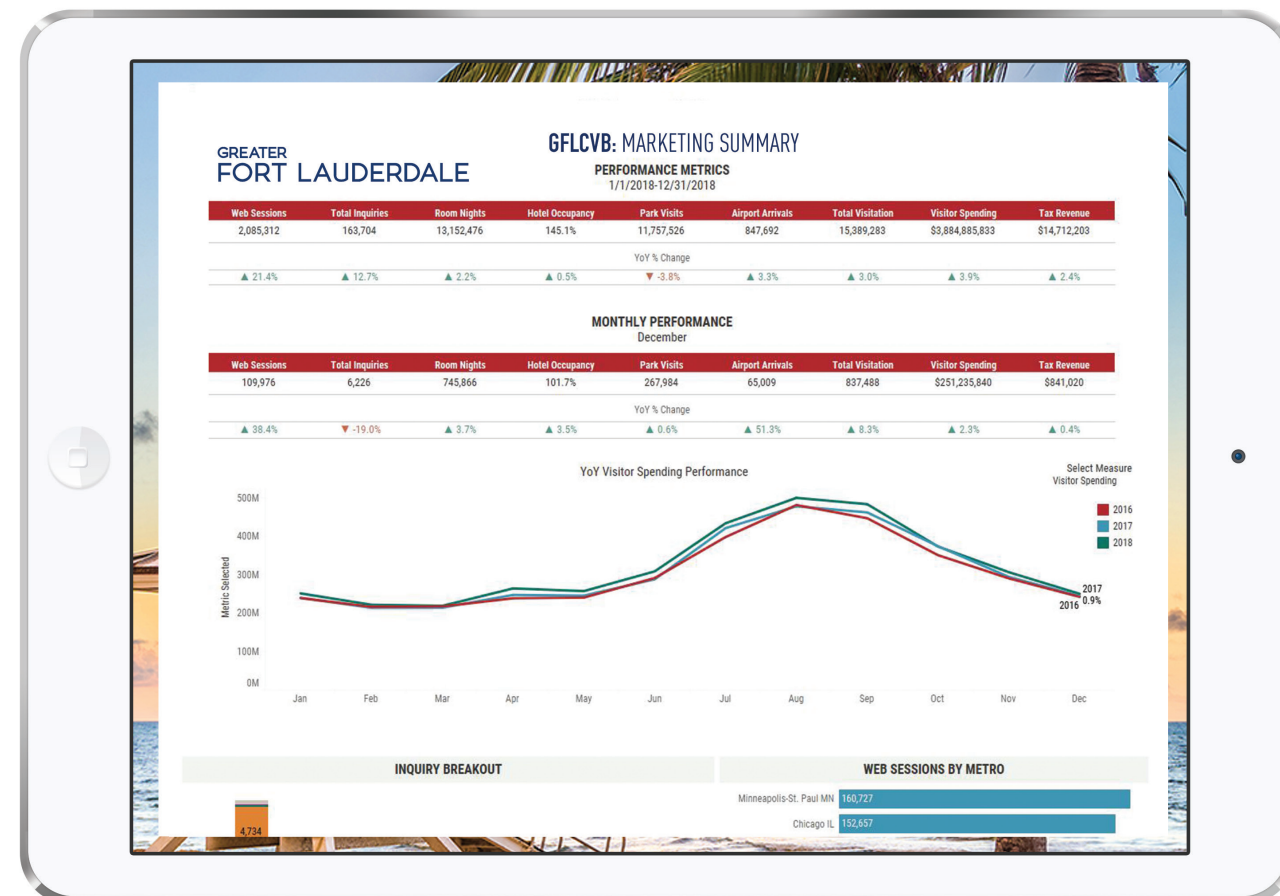 GREATER
FORT LAUDERDALE
GFLCVB: MARKETING SUMMARY
PERFORMANCE METRICS
1/1/2018-12/31/2018
Web Sessions Total Inquiries Room Nights Hotel Occupancy Park Visits Airport Arrivals Total Visitation Visitor Spending Tax Revenue
2,085,312 163,704 13,152,476 145.1% 11,757,526 847,692 15,389,283 $3,884,885,833 $14,712,203
YoY % Change
▲ 21.4% ▲ 12.7% ▲ 2.2% ▲ 0.5% ▼ -3.8% ▲ 3.3% ▲ 3.0% ▲ 3.9% ▲ 2.4%
MONTHLY PERFORMANCE
December
Web Sessions Total Inquiries Room Nights Hotel Occupancy Park Visits Airport Arrivals Total Visitation Visitor Spending Tax Revenue
109,976 6,226 745,866 101.7% 267,984 65,009 837,488 $251,235,840 $841,020
YoY % Change
▲ 38.4% ▼ -19.0% ▲ 3.7% ▲ 3.5% ▲ 0.6% ▲ 51.3% ▲ 8.3% ▲ 2.3% ▲ 0.4%
YoY Visitor Spending Performance
Select Measure
Visitor Spending
2016
2017
2018
Metric Selected
500M
400M
300M
200M
100M
0M
2017
2016 0.9%
Jan Feb Mar Apr May Jun Jul Aug Sep Oct Nov Dec
INQUIRY BREAKOUT
4,734
WEB SESSIONS BY METRO
Minneapolis-St. Paul MN 160,727
Chicago IL 152,657